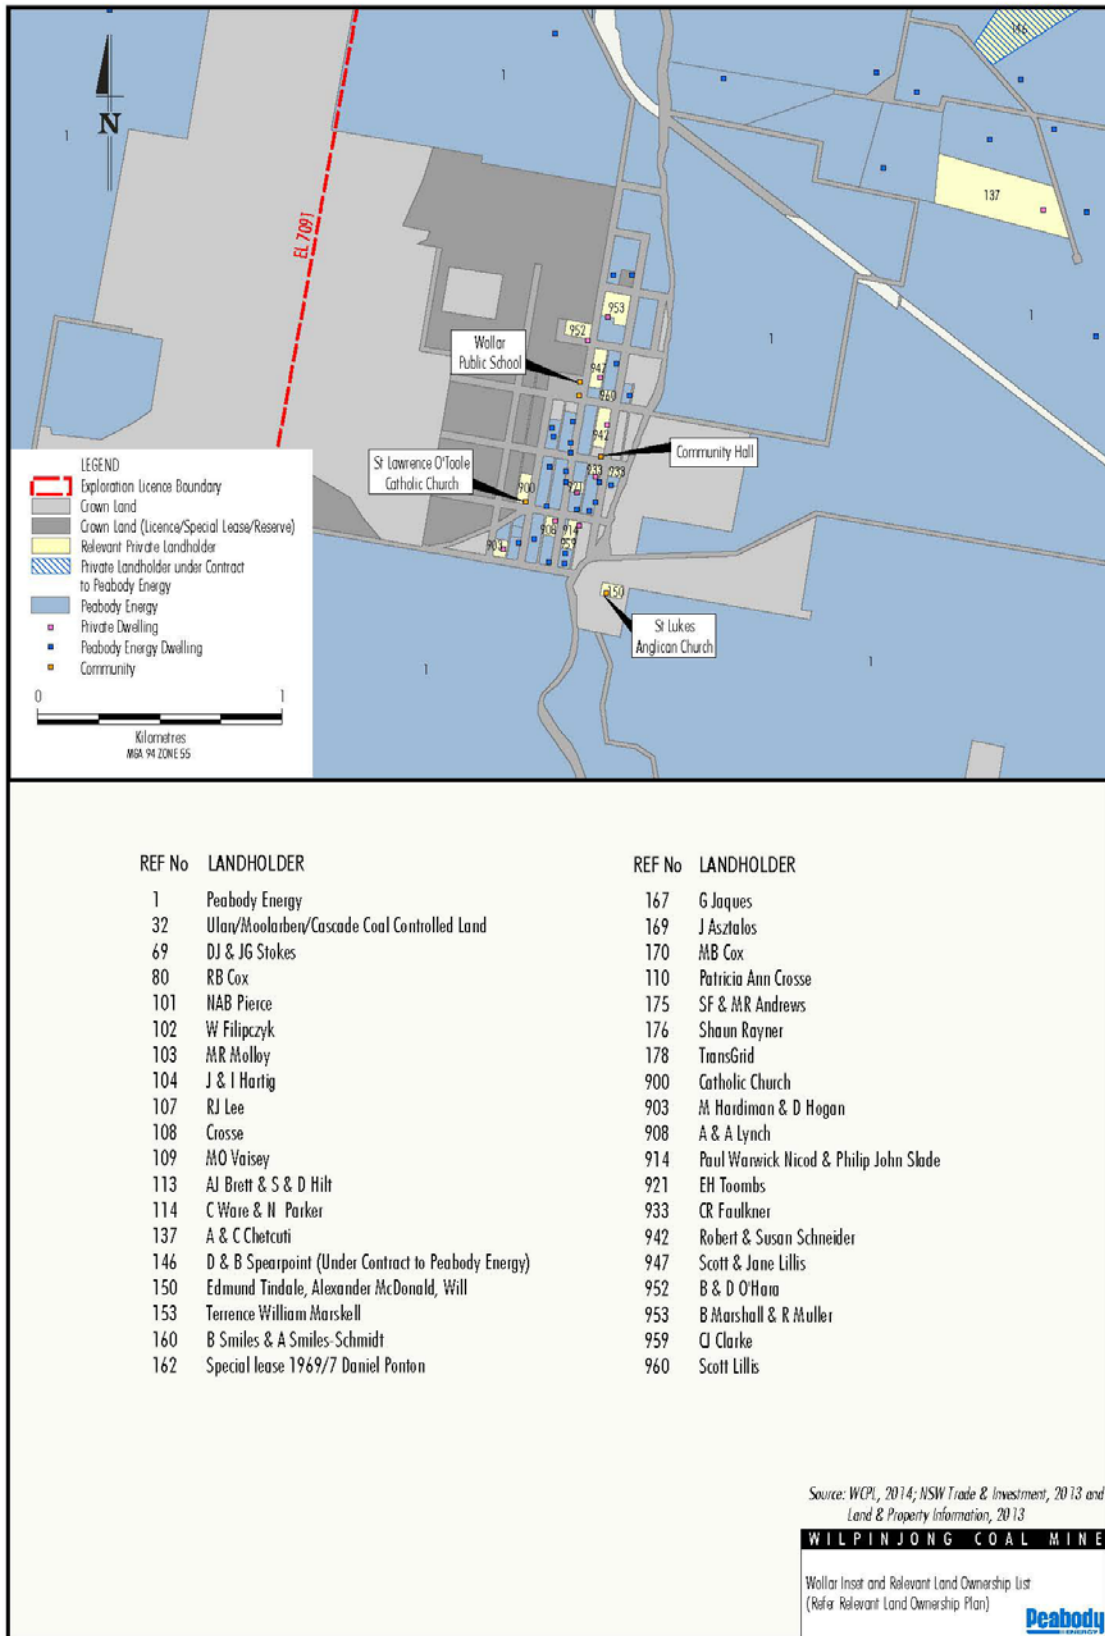 146
1
1
N
137
EL 7091
1
1
953
952
Wollar
Public School
947
960
942
Community Hall
St Lawrence O'Toole
Catholic Church
933
938
900
921
908
914
903
959
150
St Lukes
Anglican Church
1
1
LEGEND
Exploration Licence Boundary
Crown Land
Crown Land (Licence/Special Lease/Reserve)
Relevant Private Landholder
Private Landholder under Contract
to Peabody Energy
Peabody Energy
Private Dwelling
Peabody Energy Dwelling
Community
0 1
Kilometres
MGA 94 ZONE 55
REF No LANDHOLDER
1 Peabody Energy
32 Ulan/Moolarben/Cascade Coal Controlled Land
69 DJ & JG Stokes
80 RB Cox
101 NAB Pierce
102 W Filipczyk
103 MR Molloy
104 J & I Hartig
107 RJ Lee
108 Crosse
109 MO Vaisey
113 AJ Brett & S & D Hilt
114 C Ware & N Parker
137 A & C Chetcuti
146 D & B Spearpoint (Under Contract to Peabody Energy)
150 Edmund Tindale, Alexander McDonald, Will
153 Terrence William Marskell
160 B Smiles & A Smiles-Schmidt
162 Special lease 1969/7 Daniel Ponton
REF No LANDHOLDER
167 G Jaques
169 J Asztalos
170 MB Cox
110 Patricia Ann Crosse
175 SF & MR Andrews
176 Shaun Rayner
178 TransGrid
900 Catholic Church
903 M Hardiman & D Hogan
908 A & A Lynch
914 Paul Warwick Nicod & Philip John Slade
921 EH Toombs
933 CR Faulkner
942 Robert & Susan Schneider
947 Scott & Jane Lillis
952 B & D O'Hara
953 B Marshall & R Muller
959 CJ Clarke
960 Scott Lillis
Source: WCPL, 2014; NSW Trade & Investment, 2013 and
Land & Property Information, 2013
WILPINJONG COAL MINE
Wollar Inset and Relevant Land Ownership List
(Refer Relevant Land Ownership Plan)
Peabody
ENERGY